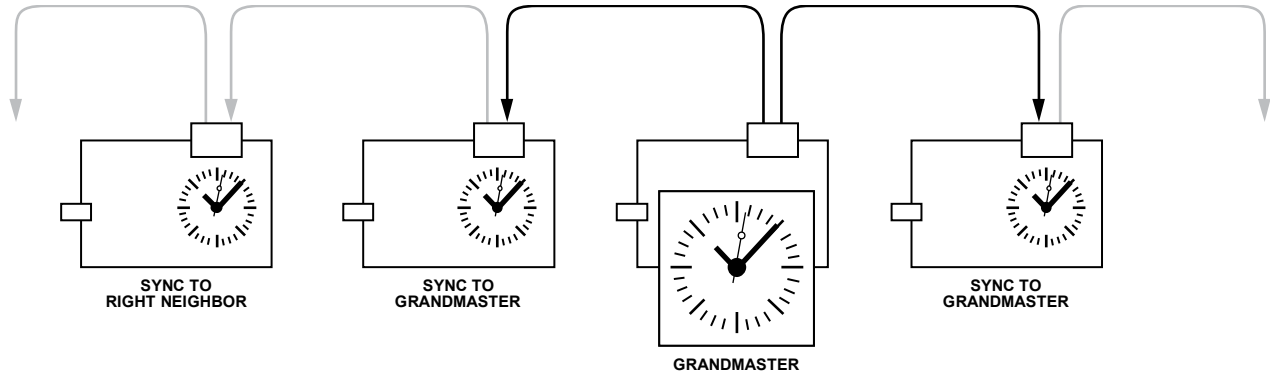 SYNC TO
RIGHT NEIGHBOR
SYNC TO
GRANDMASTER
GRANDMASTER
SYNC TO
GRANDMASTER